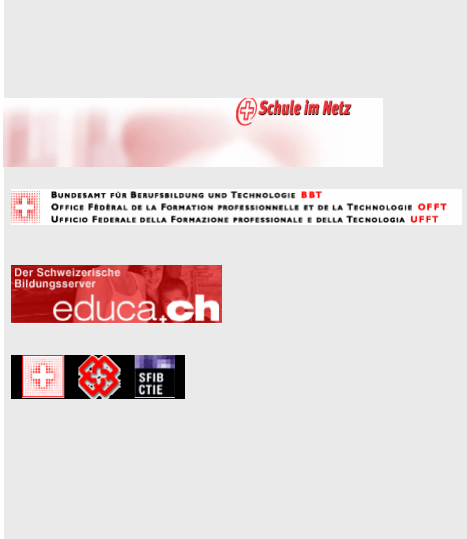 Schule im Netz
BUNDESAMT FÜR BERUFSBILDUNG UND TECHNOLOGIE BBT
OFFICE FÉDÉRAL DE LA FORMATION PROFESSIONNELLE ET DE LA TECHNOLOGIE OFFT
UFFICIO FEDERALE DELLA FORMAZIONE PROFESSIONALE E DELLA TECNOLOGIA UFFT
Der Schweizerische
Bildungsserver
educa.ch
SFIB
CTIE